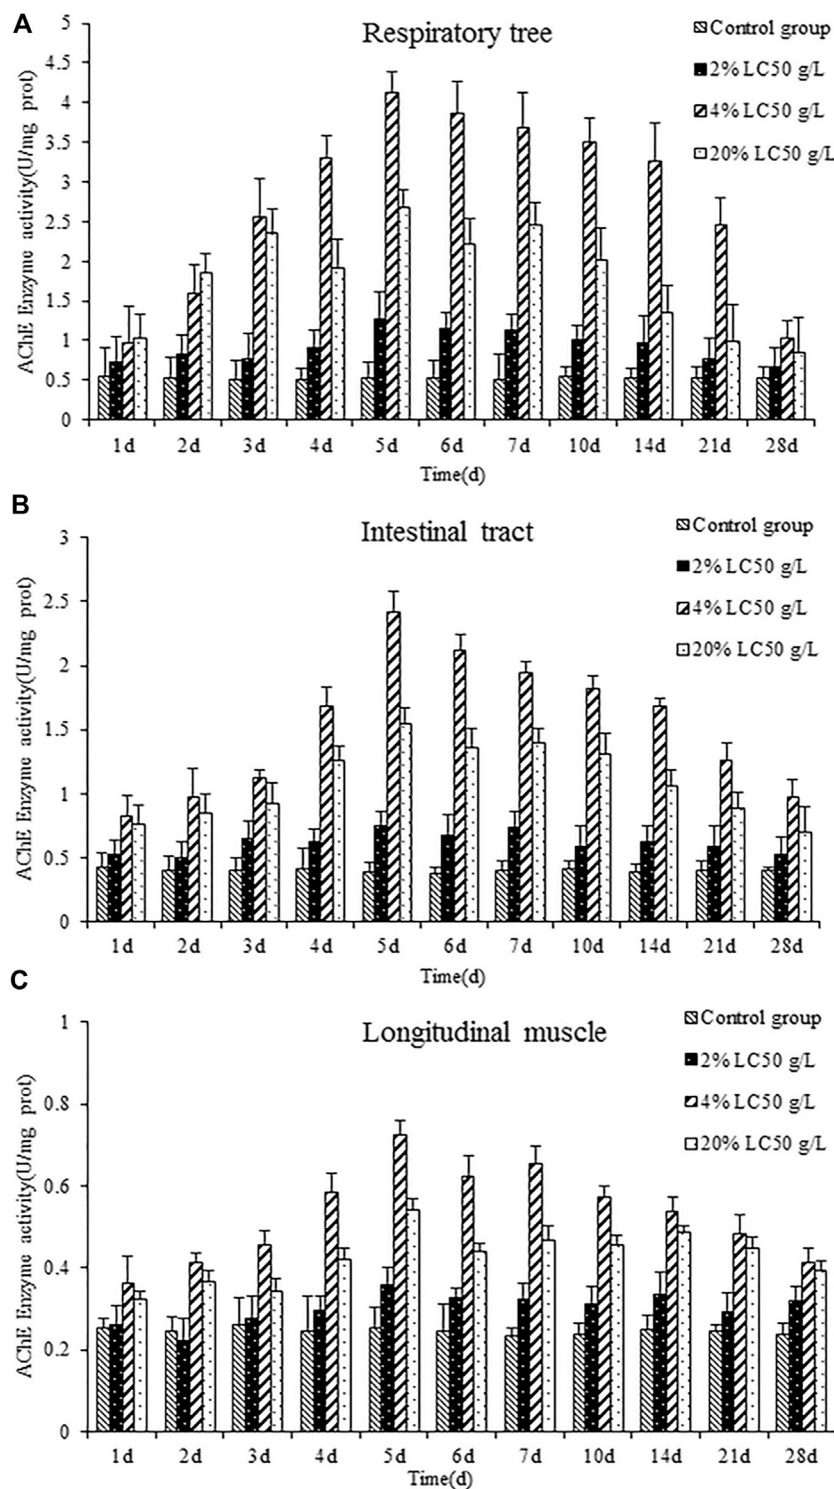 A
Respiratory tree
Control group
2% LC50 g/L
4% LC50 g/L
20% LC50 g/L
AChE Enzyme activity(U/mg prot)
5
4.5
4
3.5
3
2.5
2
1.5
1
0.5
0
1d 2d 3d 4d 5d 6d 7d 10d 14d 21d 28d
Time(d)
B
Intestinal tract
Control group
2% LC50 g/L
4% LC50 g/L
20% LC50 g/L
AChE Enzyme activity(U/mg prot)
3
2.5
2
1.5
1
0.5
0
1d 2d 3d 4d 5d 6d 7d 10d 14d 21d 28d
Time(d)
C
Longitudinal muscle
Control group
2% LC50 g/L
4% LC50 g/L
20% LC50 g/L
AChE Enzyme activity(U/mg prot)
1
0.8
0.6
0.4
0.2
0
1d 2d 3d 4d 5d 6d 7d 10d 14d 21d 28d
Time(d)